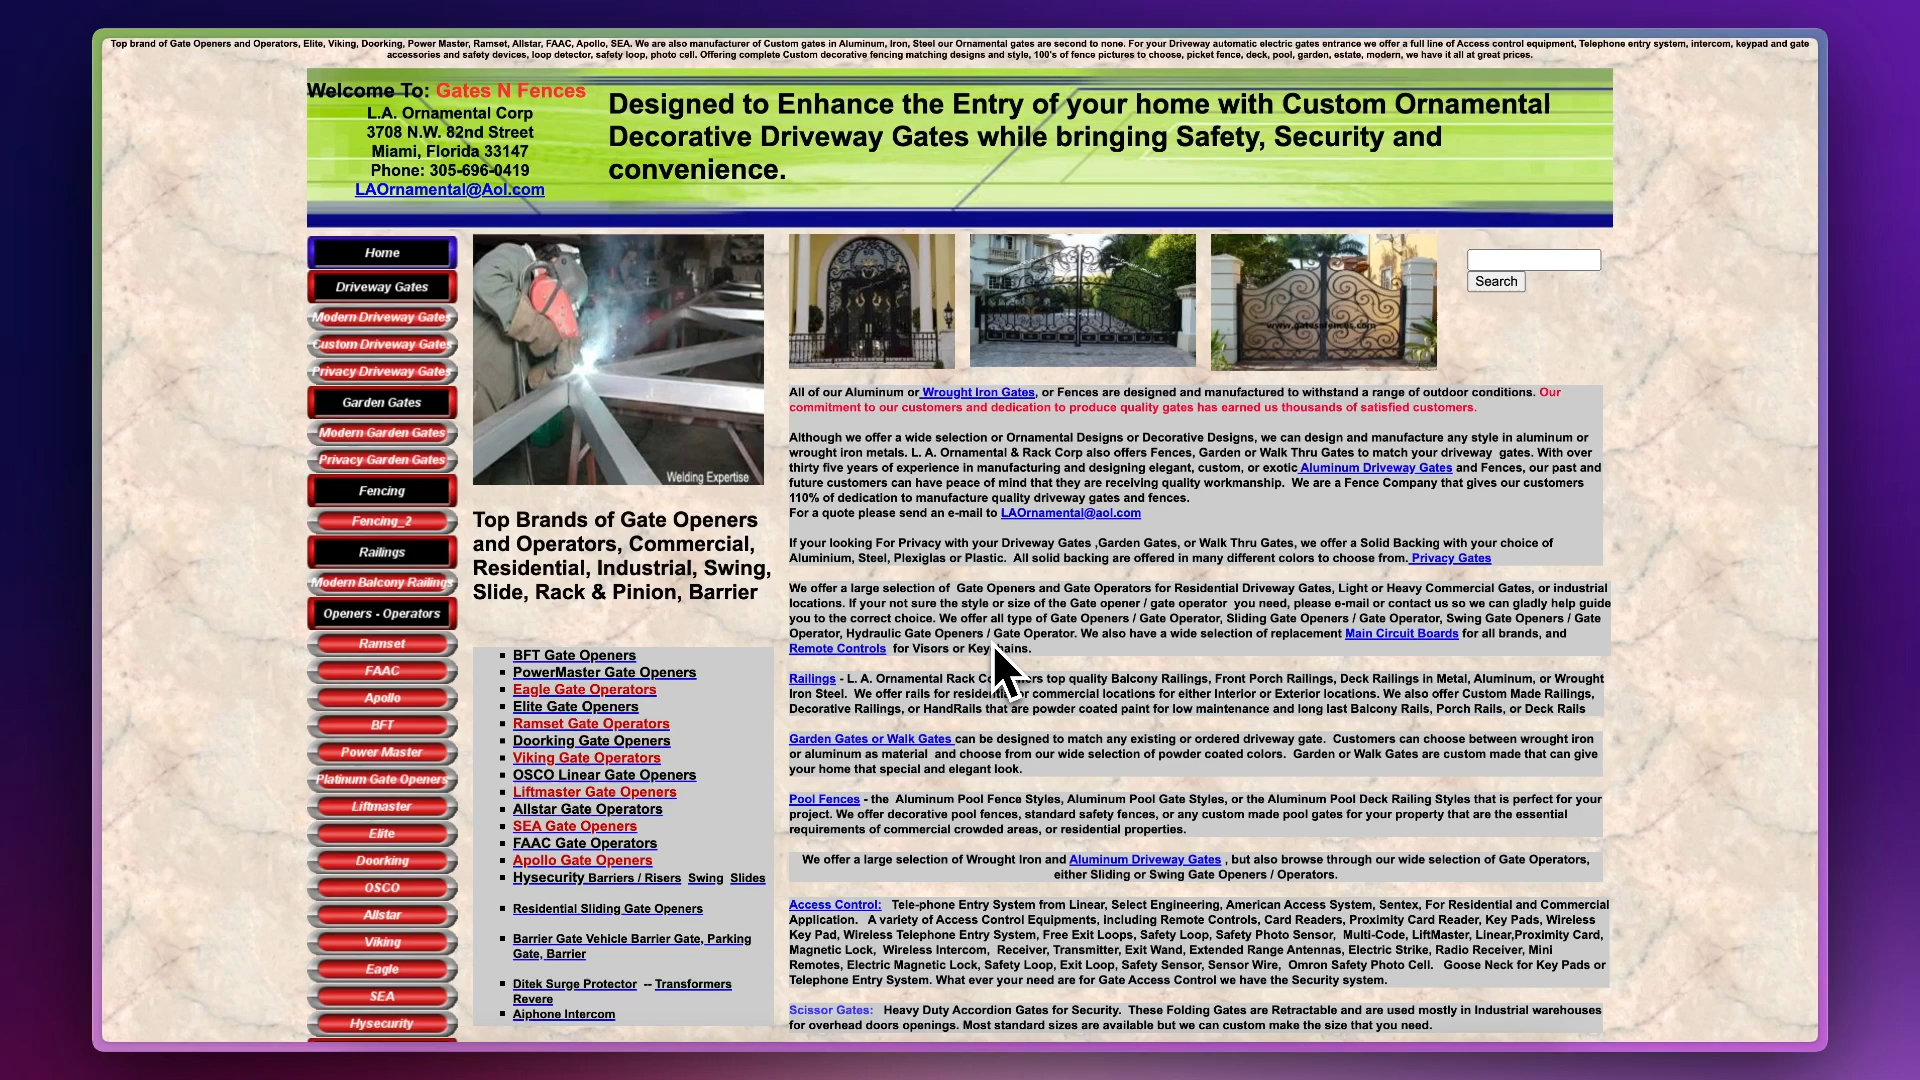 Top brand of Gate Openers and Operators, Elite, Viking, Doorking, Power Master, Ramset, Allstar, FAAC, Apollo, SEA. We are also manufacturer of Custom gates in Aluminum, Iron, Steel our Ornamental gates are second to none. For your Driveway automatic electric gates entrance we offer a full line of Access control equipment, Telephone entry system, intercom, keypad and gate
accessories and safety devices, loop detector, safety loop, photo cell. Offering complete Custom decorative fencing matching designs and style, 100's of fence pictures to choose, picket fence, deck, pool, garden, estate, modern, we have it all at great prices.
Welcome To: Gates N Fences
L.A. Ornamental Corp
3708 N.W. 82nd Street
Miami, Florida 33147
Phone: 305-696-0419
LAOrnamental@Aol.com
Designed to Enhance the Entry of your home with Custom Ornamental
Decorative Driveway Gates while bringing Safety, Security and
convenience.
Home
Driveway Gates
Modern Driveway Gates
Custom Driveway Gates
Privacy Driveway Gates
Garden Gates
Modern Garden Gates
Privacy Garden Gates
Fencing
Fencing_2
Railings
Modern Balcony Railings
Openers - Operators
Ramset
FAAC
Apollo
BFT
Power Master
Platinum Gate Openers
Liftmaster
Elite
Doorking
OSCO
Allstar
Viking
Eagle
SEA
Hysecurity
Welding Expertise
Top Brands of Gate Openers
and Operators, Commercial,
Residential, Industrial, Swing,
Slide, Rack & Pinion, Barrier
BFT Gate Openers
PowerMaster Gate Openers
Eagle Gate Operators
Elite Gate Openers
Ramset Gate Operators
Doorking Gate Openers
Viking Gate Operators
OSCO Linear Gate Openers
Liftmaster Gate Openers
Allstar Gate Operators
SEA Gate Openers
FAAC Gate Operators
Apollo Gate Openers
Hysecurity Barriers / Risers Swing Slides
Residential Sliding Gate Openers
Barrier Gate Vehicle Barrier Gate, Parking
Gate, Barrier
Ditek Surge Protector -- Transformers
Revere
Aiphone Intercom
www.gatesnfences.com
Search
All of our Aluminum or Wrought Iron Gates, or Fences are designed and manufactured to withstand a range of outdoor conditions. Our
commitment to our customers and dedication to produce quality gates has earned us thousands of satisfied customers.
Although we offer a wide selection or Ornamental Designs or Decorative Designs, we can design and manufacture any style in aluminum or
wrought iron metals. L. A. Ornamental & Rack Corp also offers Fences, Garden or Walk Thru Gates to match your driveway gates. With over
thirty five years of experience in manufacturing and designing elegant, custom, or exotic Aluminum Driveway Gates and Fences, our past and
future customers can have peace of mind that they are receiving quality workmanship. We are a Fence Company that gives our customers
110% of dedication to manufacture quality driveway gates and fences.
For a quote please send an e-mail to LAOrnamental@aol.com
If your looking For Privacy with your Driveway Gates ,Garden Gates, or Walk Thru Gates, we offer a Solid Backing with your choice of
Aluminium, Steel, Plexiglas or Plastic. All solid backing are offered in many different colors to choose from. Privacy Gates
We offer a large selection of Gate Openers and Gate Operators for Residential Driveway Gates, Light or Heavy Commercial Gates, or industrial
locations. If your not sure the style or size of the Gate opener / gate operator you need, please e-mail or contact us so we can gladly help guide
you to the correct choice. We offer all type of Gate Openers / Gate Operator, Sliding Gate Openers / Gate Operator, Swing Gate Openers / Gate
Operator, Hydraulic Gate Openers / Gate Operator. We also have a wide selection of replacement Main Circuit Boards for all brands, and
Remote Controls for Visors or Key ains.
Railings - L. A. Ornamental Rack Co ers top quality Balcony Railings, Front Porch Railings, Deck Railings in Metal, Aluminum, or Wrought
Iron Steel. We offer rails for residen r commercial locations for either Interior or Exterior locations. We also offer Custom Made Railings,
Decorative Railings, or HandRails that are powder coated paint for low maintenance and long last Balcony Rails, Porch Rails, or Deck Rails
Garden Gates or Walk Gates can be designed to match any existing or ordered driveway gate. Customers can choose between wrought iron
or aluminum as material and choose from our wide selection of powder coated colors. Garden or Walk Gates are custom made that can give
your home that special and elegant look.
Pool Fences - the Aluminum Pool Fence Styles, Aluminum Pool Gate Styles, or the Aluminum Pool Deck Railing Styles that is perfect for your
project. We offer decorative pool fences, standard safety fences, or any custom made pool gates for your property that are the essential
requirements of commercial crowded areas, or residential properties.
We offer a large selection of Wrought Iron and Aluminum Driveway Gates , but also browse through our wide selection of Gate Operators,
either Sliding or Swing Gate Openers / Operators.
Access Control: Tele-phone Entry System from Linear, Select Engineering, American Access System, Sentex, For Residential and Commercial
Application. A variety of Access Control Equipments, including Remote Controls, Card Readers, Proximity Card Reader, Key Pads, Wireless
Key Pad, Wireless Telephone Entry System, Free Exit Loops, Safety Loop, Safety Photo Sensor, Multi-Code, LiftMaster, Linear,Proximity Card,
Magnetic Lock, Wireless Intercom, Receiver, Transmitter, Exit Wand, Extended Range Antennas, Electric Strike, Radio Receiver, Mini
Remotes, Electric Magnetic Lock, Safety Loop, Exit Loop, Safety Sensor, Sensor Wire, Omron Safety Photo Cell. Goose Neck for Key Pads or
Telephone Entry System. What ever your need are for Gate Access Control we have the Security system.
Scissor Gates: Heavy Duty Accordion Gates for Security. These Folding Gates are Retractable and are used mostly in Industrial warehouses
for overhead doors openings. Most standard sizes are available but we can custom make the size that you need.